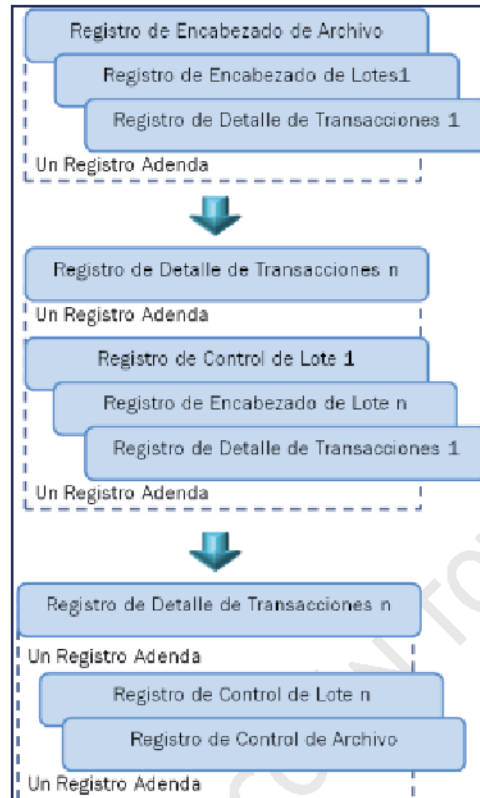 Registro de Encabezado de Archivo
Registro de Encabezado de Lotes1
Registro de Detalle de Transacciones 1
Un Registro Adenda
Registro de Detalle de Transacciones n
Un Registro Adenda
Registro de Control de Lote 1
Registro de Encabezado de Lote n
Registro de Detalle de Transacciones 1
Un Registro Adenda
Registro de Detalle de Transacciones n
Un Registro Adenda
Registro de Control de Lote n
Registro de Control de Archivo
Un Registro Adenda